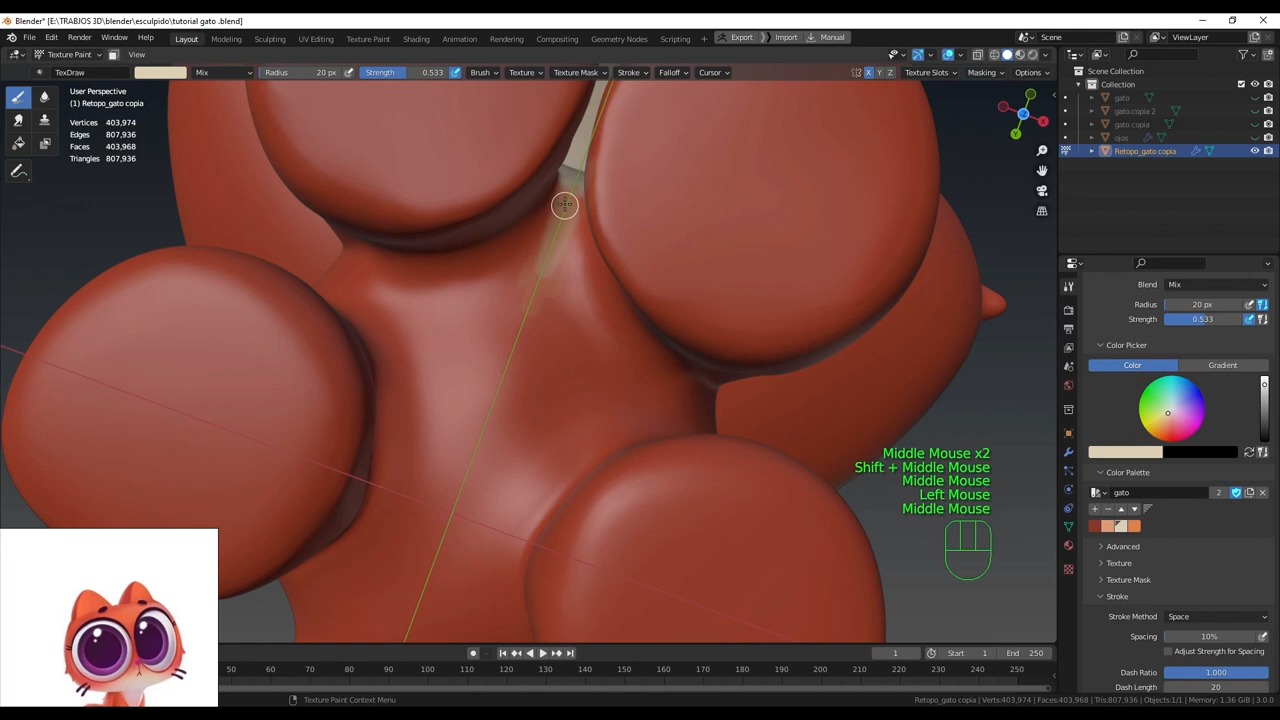 Blender* [E:\TRABJOS 3D\blender\esculpido\tutorial gato .blend]
File Edit Render Window Help Layout Modeling Sculpting UV Editing Texture Paint Shading Animation Rendering Compositing Geometry Nodes Scripting + Export Import Manual Scene ViewLayer
Texture Paint View
TexDraw Mix Radius 20 px Strength 0.533 Brush Texture Texture Mask Stroke Falloff Cursor X Y Z Texture Slots Masking Options
User Perspective
(1) Retopo_gato copia
Vertices 403,974
Edges 807,936
Faces 403,968
Triangles 807,936
Scene Collection
Collection
gato
gato.copia 2
gato copia
ojos
Retopo_gato copia
Blend Mix
Radius 20 px
Strength 0.533
Color Picker
Color Gradient
Color Palette
gato 2
Advanced
Texture
Texture Mask
Stroke
Stroke Method Space
Spacing 10%
Adjust Strength for Spacing
Dash Ratio 1.000
Dash Length 20
Middle Mouse x2
Shift + Middle Mouse
Middle Mouse
Left Mouse
Middle Mouse
1 Start 1 End 250
50 60 70 80 90 100 110 120 130 140 150 160 170 180 190 200 210 220 230 240 250
Texture Paint Context Menu
Retopo_gato copia | Verts:403,974 | Faces:403,968 | Tris:807,936 | Objects:1/1 | Memory: 1.36 GiB | 3.0.0